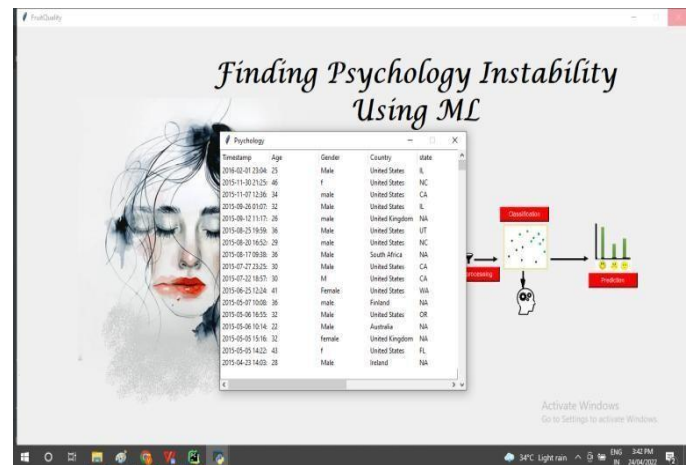 FruitQuality
Finding Psychology Instability
Using ML
Psychology
Timestamp Age Gender Country state
2016-02-01 23:04: 25 Male United States IL
2015-11-30 21:25: 46 f United States NC
2015-11-07 12:36: 34 male United States CA
2015-09-26 01:07: 32 Male United States IL
2015-09-12 11:17: 26 male United Kingdom NA
2015-08-25 19:59: 36 Male United States UT
2015-08-20 16:52: 29 male United States NC
2015-08-17 09:38: 36 Male South Africa NA
2015-07-27 23:25: 30 Male United States CA
2015-07-22 18:57: 30 M United States CA
2015-06-25 12:24: 41 Female United States WA
2015-05-07 10:08: 36 male Finland NA
2015-05-06 16:55: 32 Male United States OR
2015-05-06 10:14: 22 Male Australia NA
2015-05-05 15:16: 32 female United Kingdom NA
2015-05-05 14:22: 43 f United States FL
2015-04-23 14:03: 28 Male Ireland NA
Classification
processing
Prediction
Activate Windows
Go to Settings to activate Windows.
34°C Light rain
ENG
IN
3:42 PM
24/04/2022